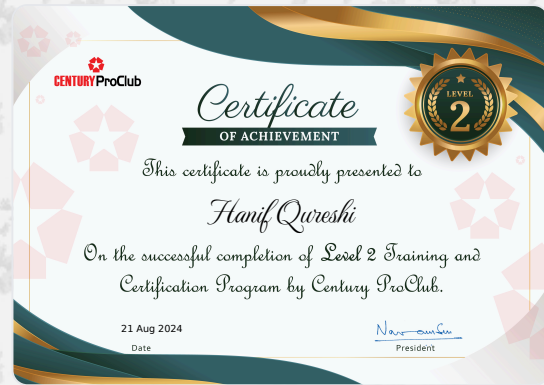 CENTURY ProClub
LEVEL
2
Certificate
OF ACHIEVEMENT
This certificate is proudly presented to
Hanif Qureshi
On the successful completion of Level 2 Training and
Certification Program by Century ProClub.
21 Aug 2024
Date
President